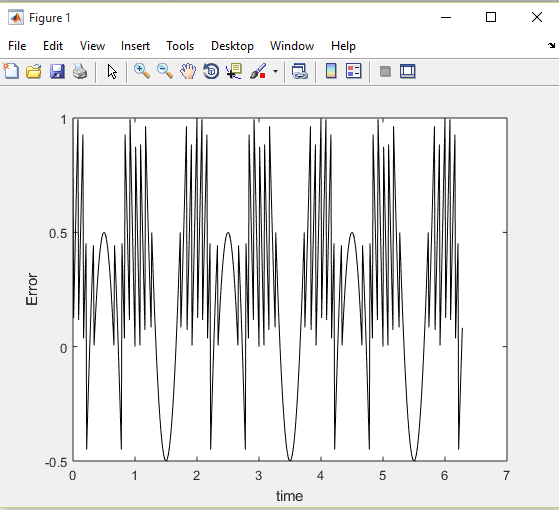 Figure 1
File Edit View Insert Tools Desktop Window Help
1
0.5
0
-0.5
Error
0 1 2 3 4 5 6 7
time